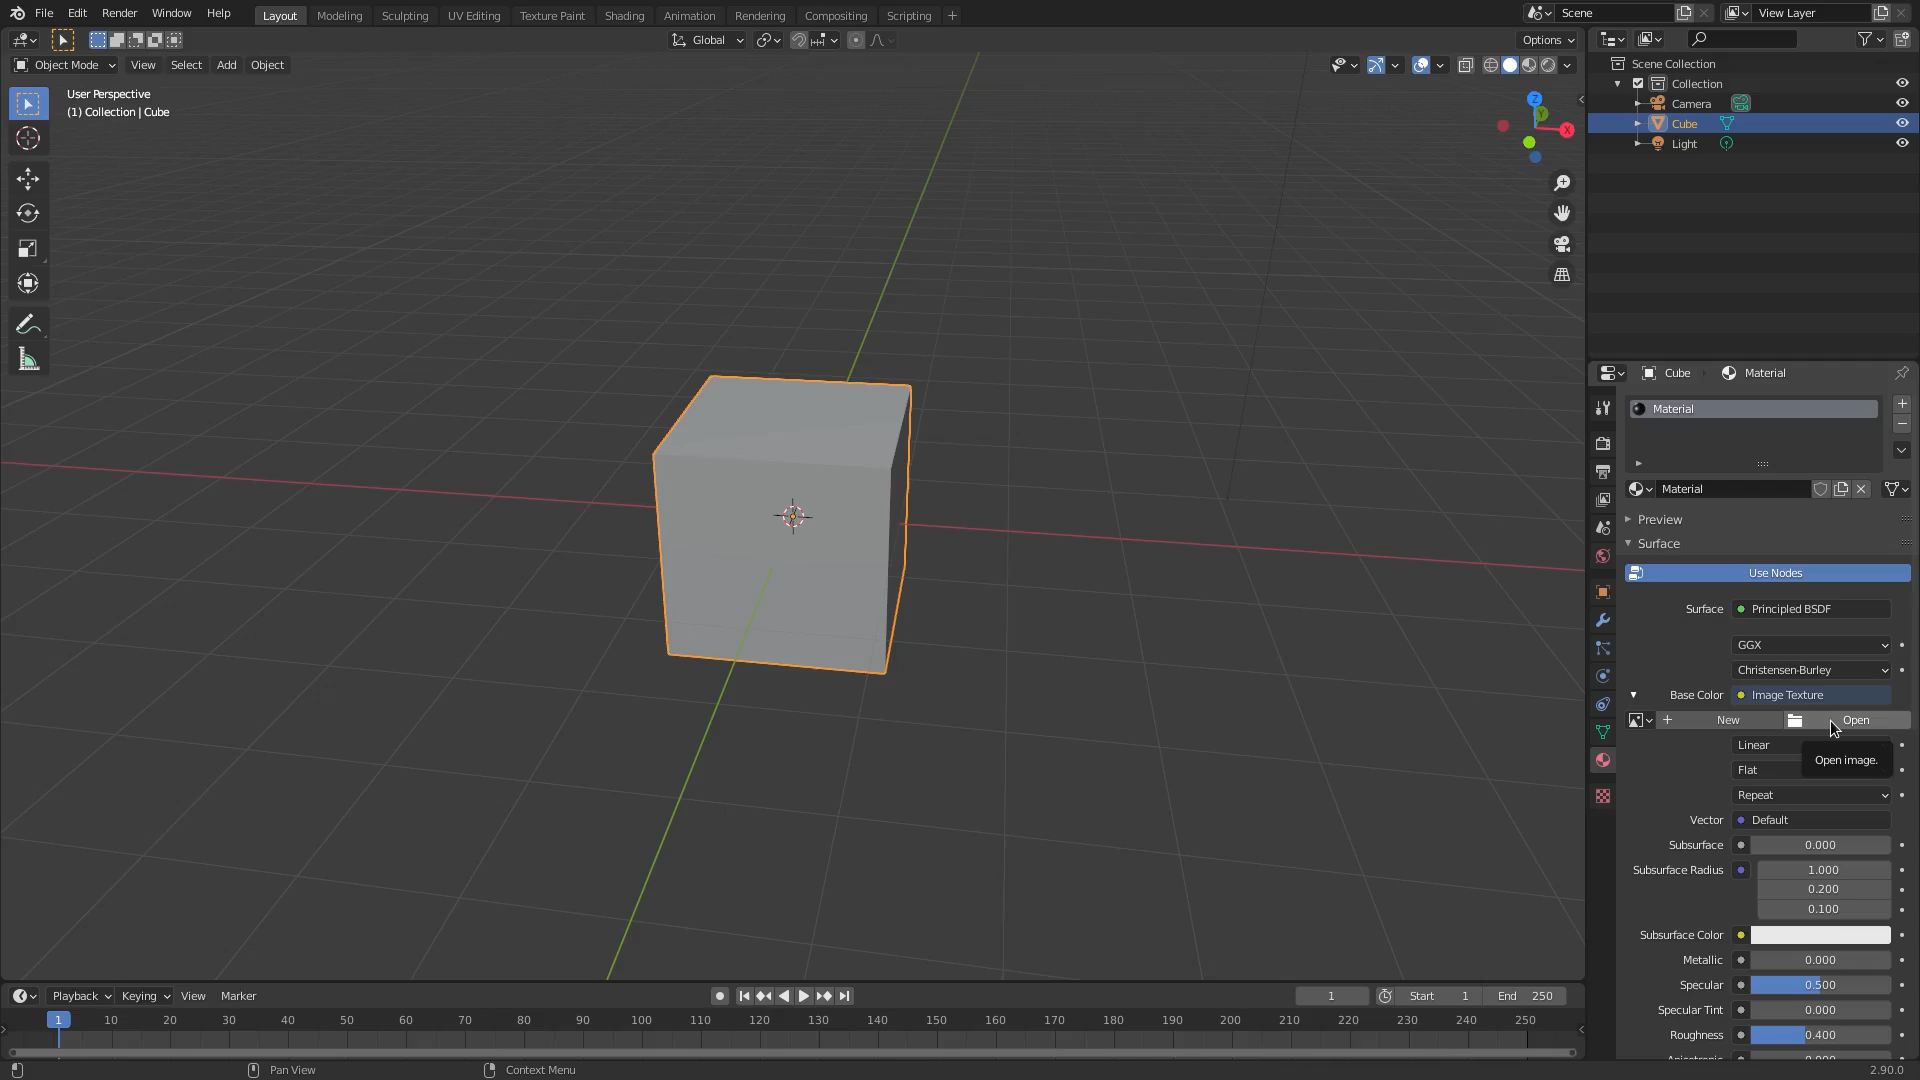 File Edit Render Window Help Layout Modeling Sculpting UV Editing Texture Paint Shading Animation Rendering Compositing Scripting + Scene View Layer
Global Options
Object Mode View Select Add Object
User Perspective
(1) Collection | Cube
Z
Y
X
Scene Collection
Collection
Camera
Cube
Light
Cube Material
Material
Material
Preview
Surface
Use Nodes
Surface Principled BSDF
GGX
Christensen-Burley
Base Color Image Texture
New Open
Linear
Open image.
Flat
Repeat
Vector Default
Subsurface 0.000
Subsurface Radius 1.000
0.200
0.100
Subsurface Color
Metallic 0.000
Specular 0.500
Specular Tint 0.000
Roughness 0.400
Playback Keying View Marker 1 Start 1 End 250
1 10 20 30 40 50 60 70 80 90 100 110 120 130 140 150 160 170 180 190 200 210 220 230 240 250
Pan View Context Menu 2.90.0